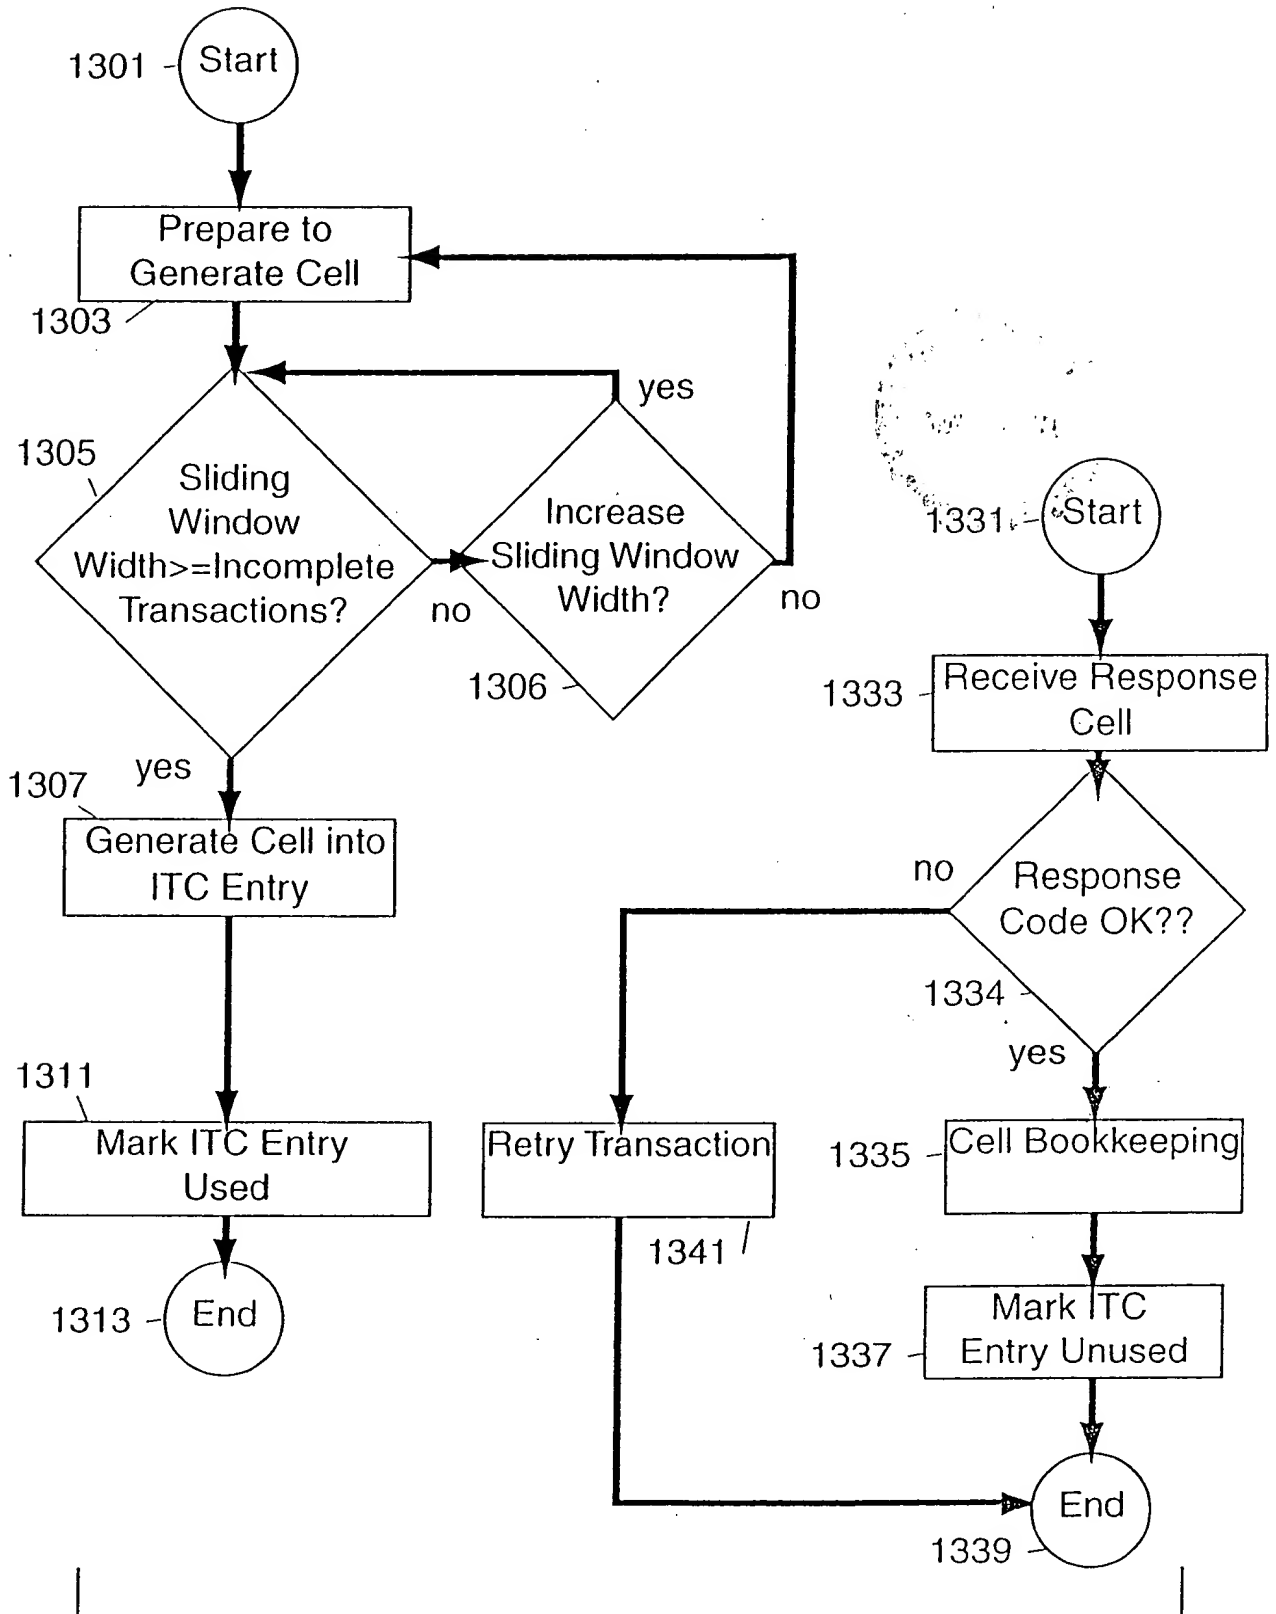 1301
Start
Prepare to
Generate Cell
1303
yes
1305
Sliding
Window
Width>=Incomplete
Transactions?
no
Increase
Sliding Window
Width?
no
1306
yes
1307
Generate Cell into
ITC Entry
1311
Mark ITC Entry
Used
1313
End
1331
Start
1333
Receive Response
Cell
no
Response
Code OK??
1334
yes
Retry Transaction
1341
1335
Cell Bookkeeping
1337
Mark ITC
Entry Unused
End
1339